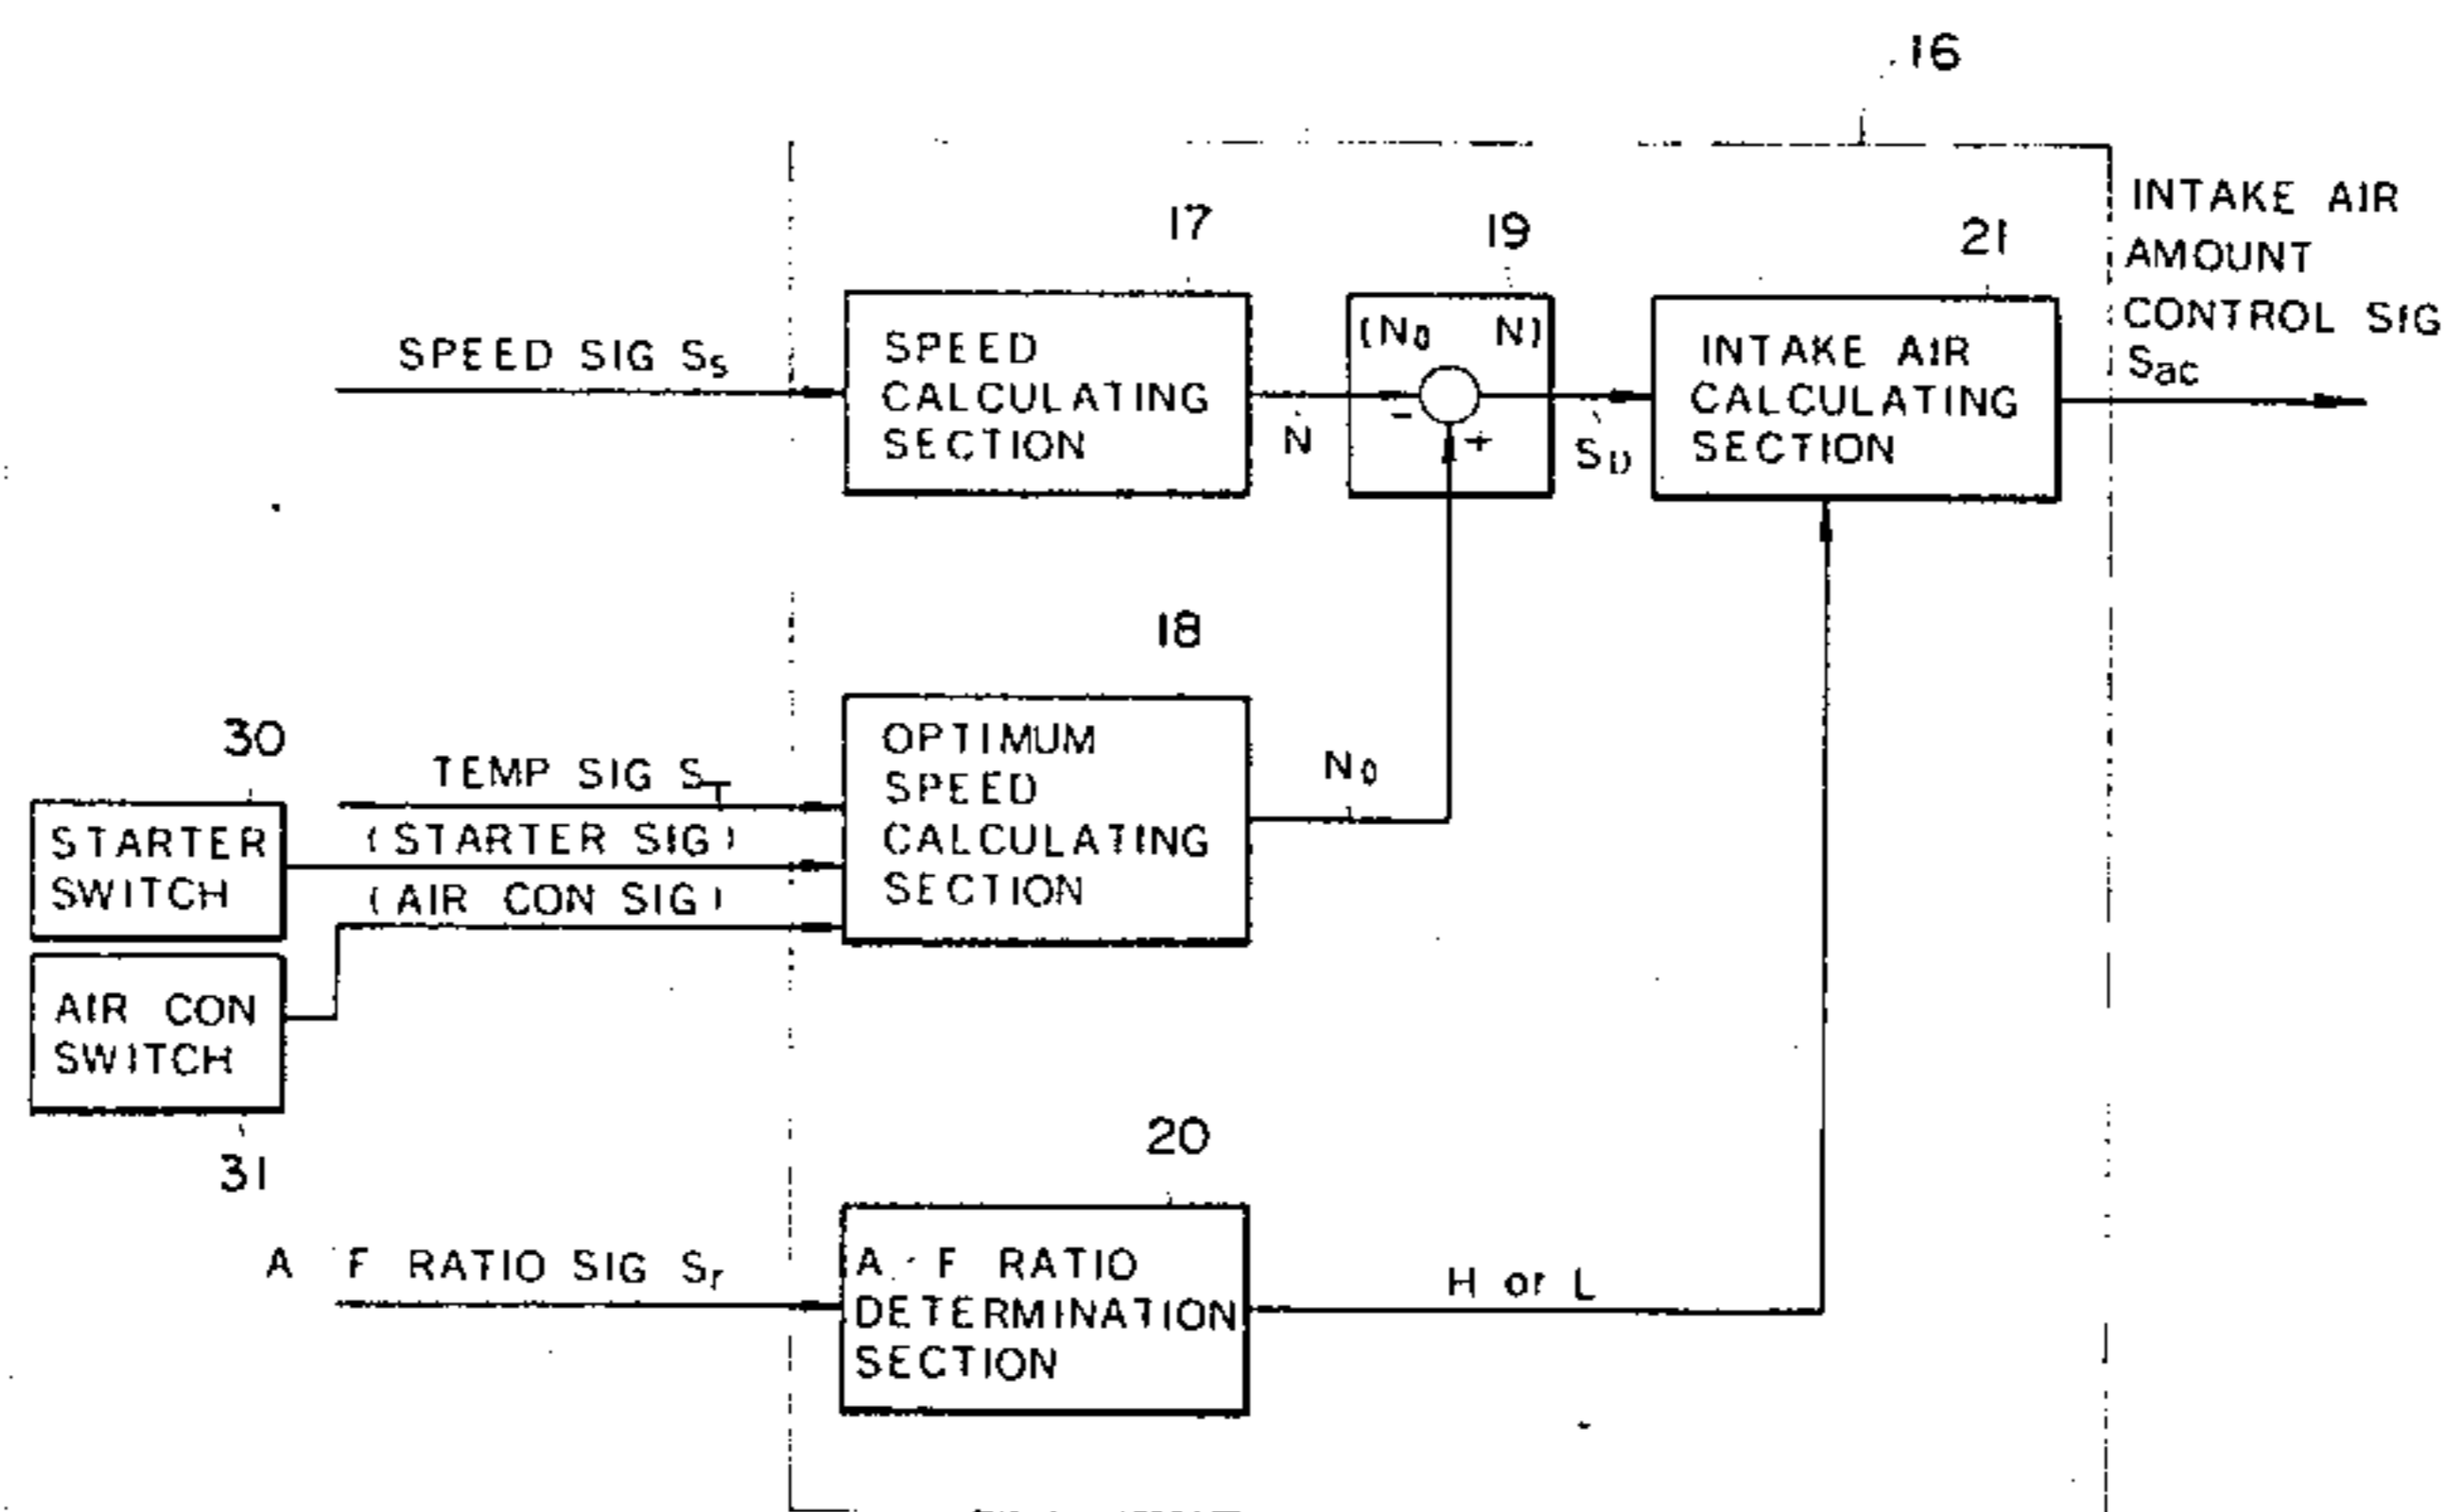 16
INTAKE AIR
AMOUNT
CONTROL SIG
Sac
17
19
21
SPEED SIG Ss
SPEED
CALCULATING
SECTION
N
(N0 N)
-
+
SD
INTAKE AIR
CALCULATING
SECTION
18
30
STARTER
SWITCH
TEMP SIG ST
(STARTER SIG)
(AIR CON SIG)
OPTIMUM
SPEED
CALCULATING
SECTION
N0
AIR CON
SWITCH
31
20
A F RATIO SIG Sr
A F RATIO
DETERMINATION
SECTION
H or L